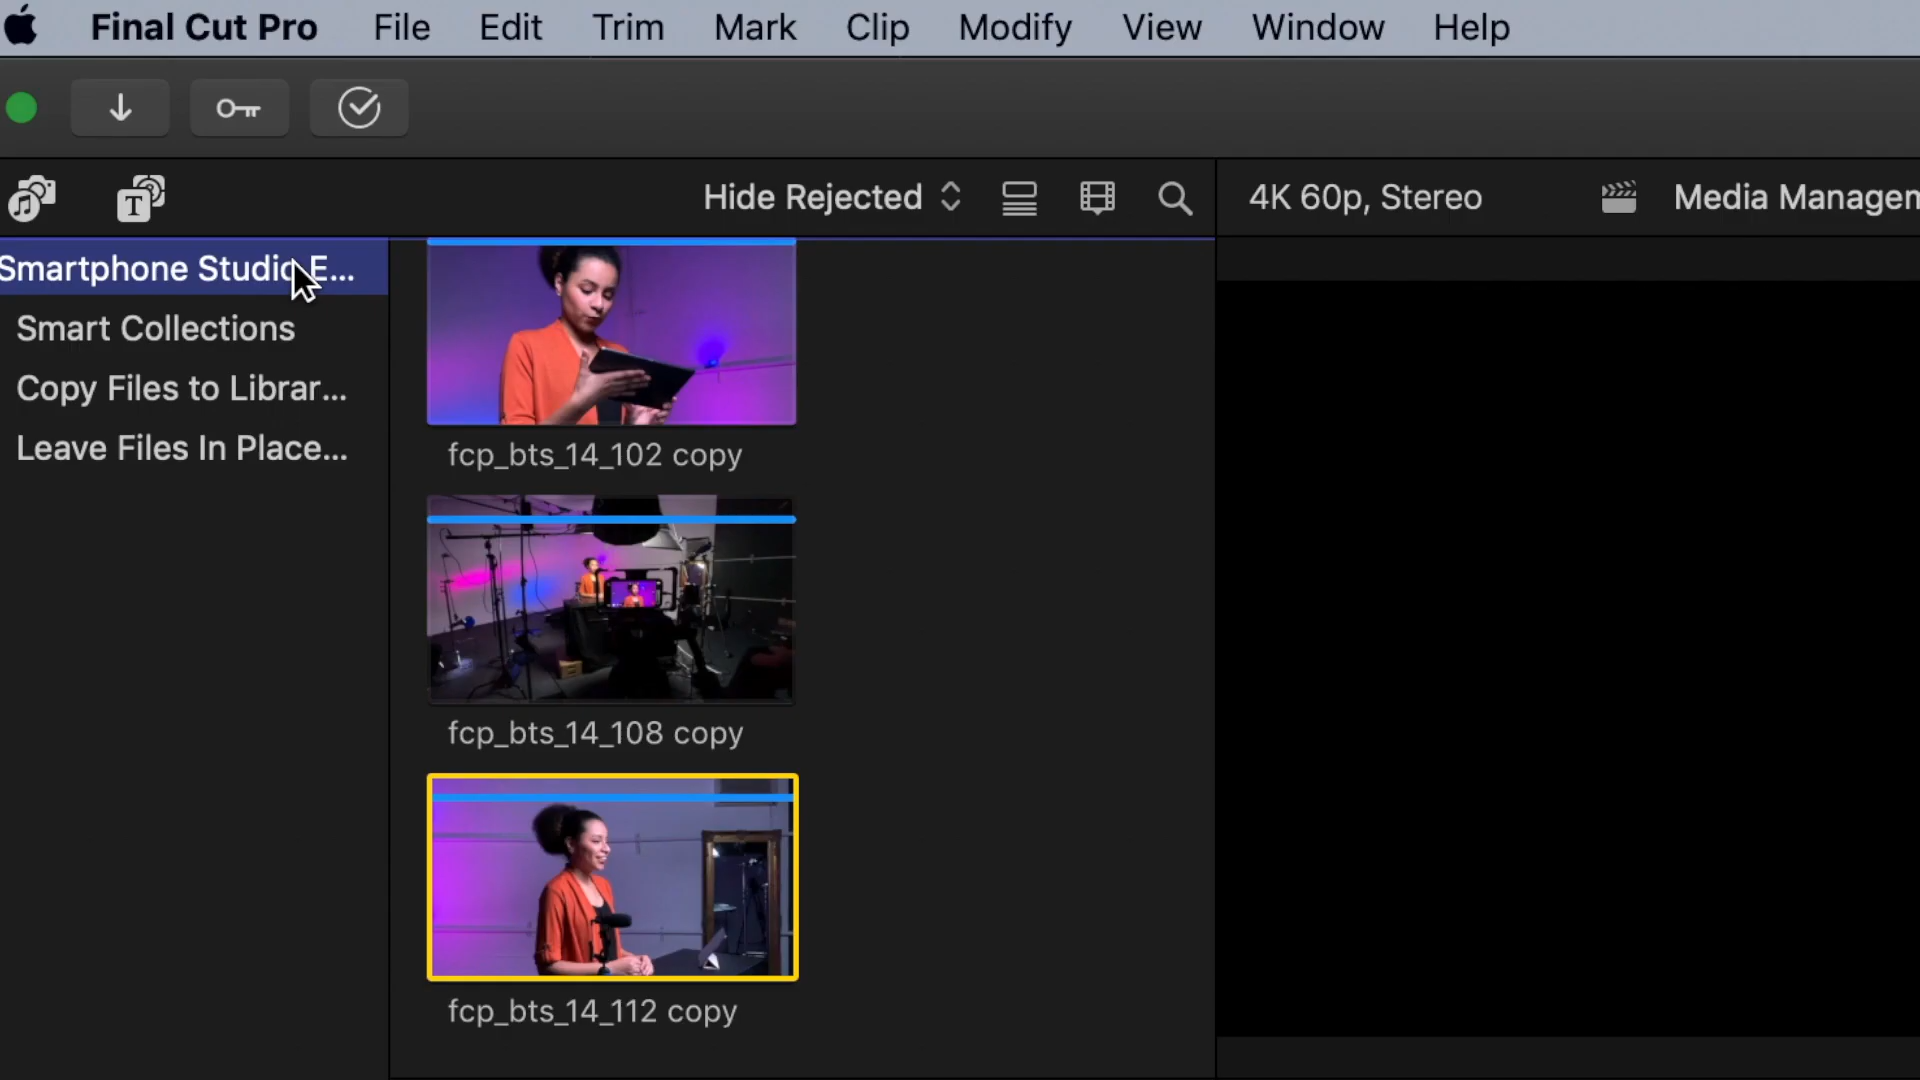 Final Cut Pro File Edit Trim Mark Clip Modify View Window Help
Hide Rejected 4K 60p, Stereo Media Managem
Smartphone Studio E...
Smart Collections
Copy Files to Librar...
Leave Files In Place...
fcp_bts_14_102 copy
fcp_bts_14_108 copy
fcp_bts_14_112 copy